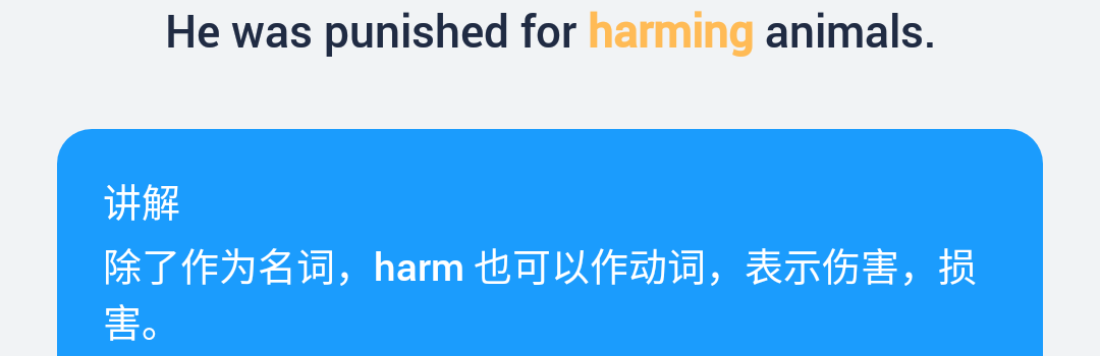 He was punished for harming animals.
讲解
除了作为名词，harm 也可以作动词，表示伤害，损
害。